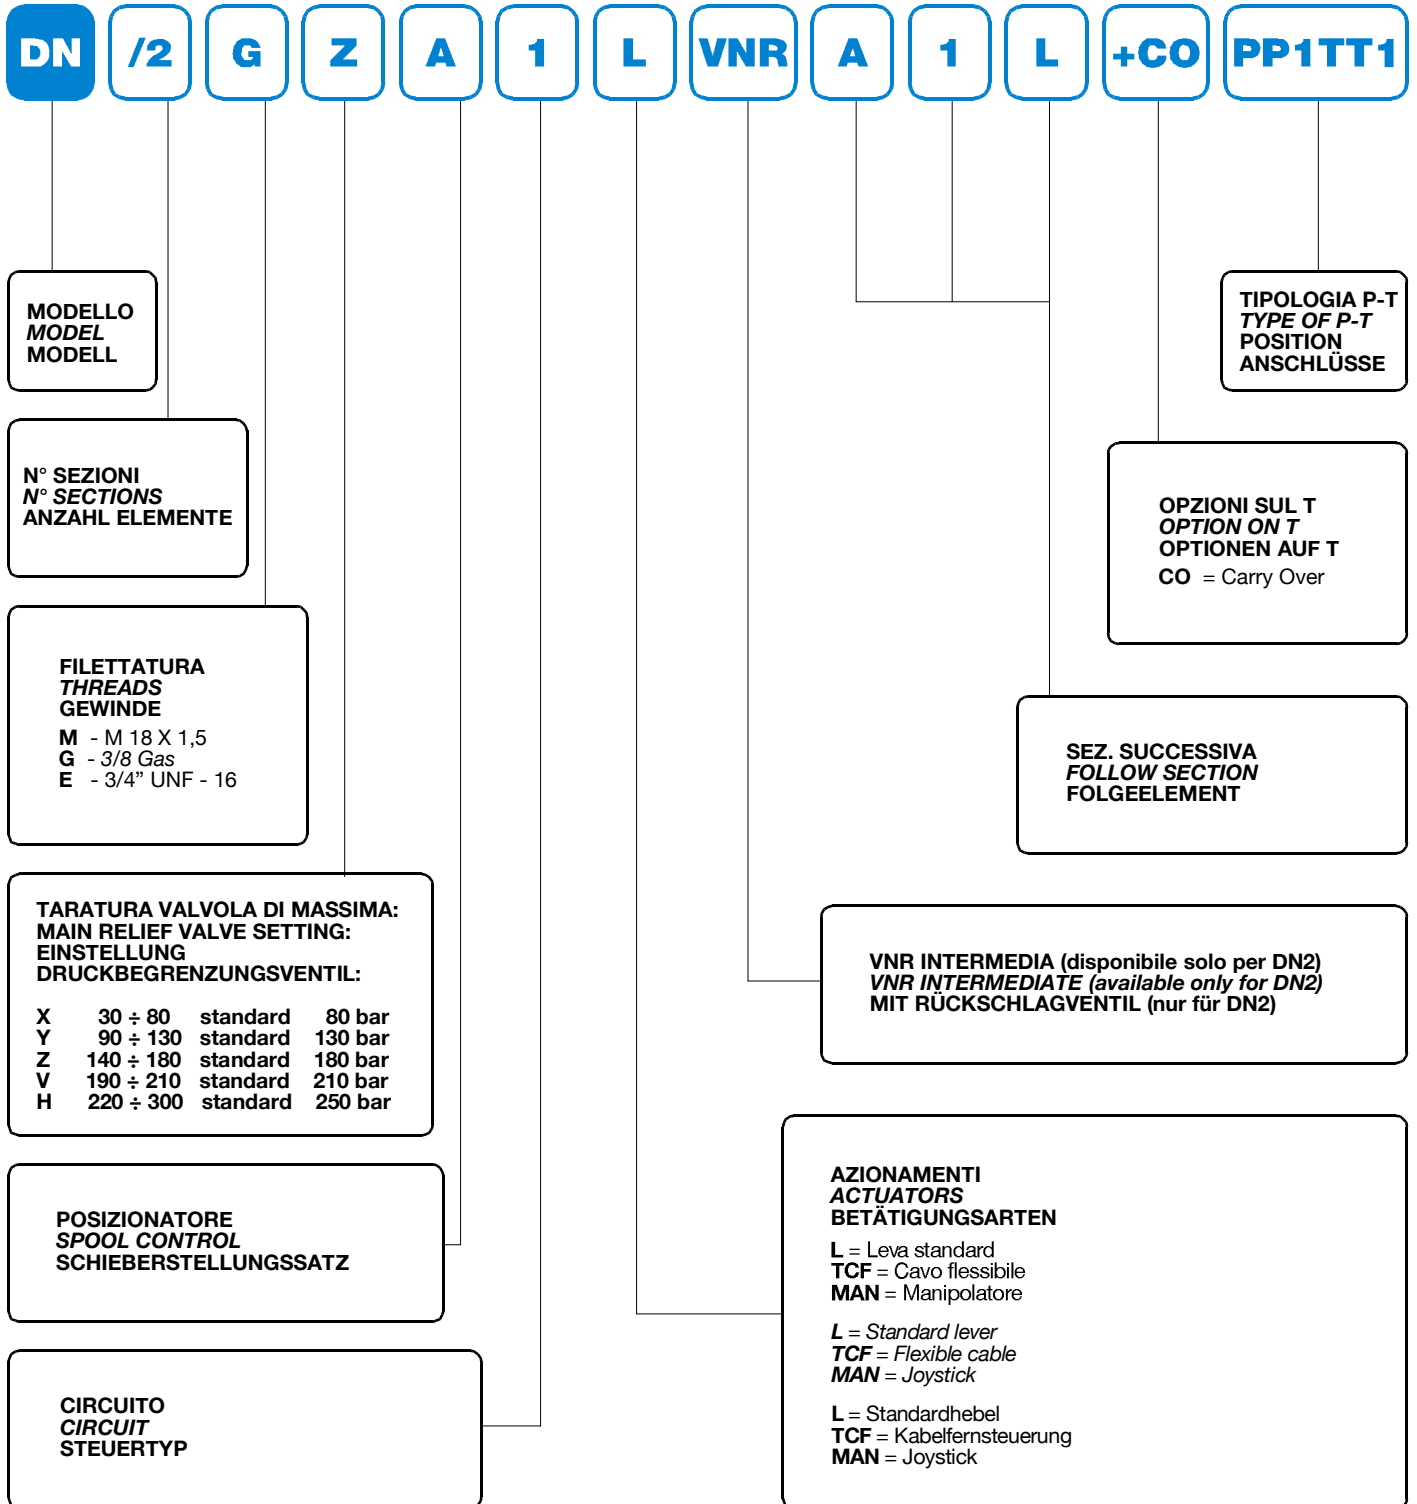 DN /2 G Z A 1 L VNR A 1 L +CO PP1TT1
MODELLO
MODEL
MODELL
N° SEZIONI
N° SECTIONS
ANZAHL ELEMENTE
FILETTATURA
THREADS
GEWINDE
M - M 18 X 1,5
G - 3/8 Gas
E - 3/4” UNF - 16
TARATURA VALVOLA DI MASSIMA:
MAIN RELIEF VALVE SETTING:
EINSTELLUNG
DRUCKBEGRENZUNGSVENTIL:
X 30 ÷ 80 standard 80 bar
Y 90 ÷ 130 standard 130 bar
Z 140 ÷ 180 standard 180 bar
V 190 ÷ 210 standard 210 bar
H 220 ÷ 300 standard 250 bar
POSIZIONATORE
SPOOL CONTROL
SCHIEBERSTELLUNGSSATZ
CIRCUITO
CIRCUIT
STEUERTYP
TIPOLOGIA P-T
TYPE OF P-T
POSITION
ANSCHLÜSSE
OPZIONI SUL T
OPTION ON T
OPTIONEN AUF T
CO = Carry Over
SEZ. SUCCESSIVA
FOLLOW SECTION
FOLGEELEMENT
VNR INTERMEDIA (disponibile solo per DN2)
VNR INTERMEDIATE (available only for DN2)
MIT RÜCKSCHLAGVENTIL (nur für DN2)
AZIONAMENTI
ACTUATORS
BETÄTIGUNGSARTEN
L = Leva standard
TCF = Cavo flessibile
MAN = Manipolatore
L = Standard lever
TCF = Flexible cable
MAN = Joystick
L = Standardhebel
TCF = Kabelfernsteuerung
MAN = Joystick